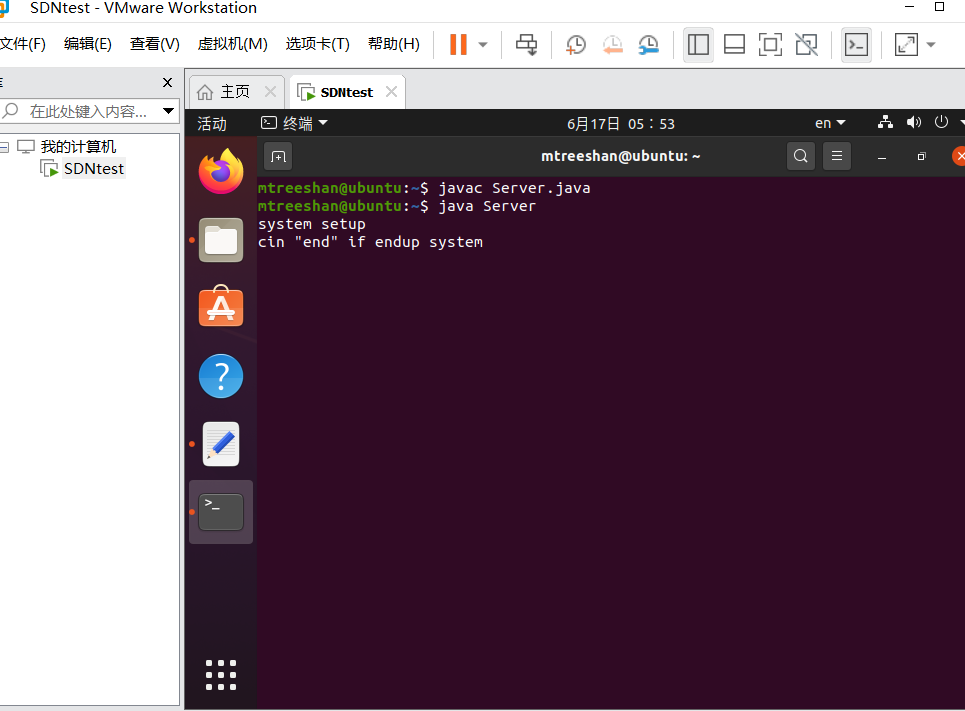 SDNtest - VMware Workstation
文件(F) 编辑(E) 查看(V) 虚拟机(M) 选项卡(T) 帮助(H)
主页 SDNtest
在此处键入内容...
我的计算机
SDNtest
活动 终端 6月17日 05：53 en
mtreeshan@ubuntu: ~
mtreeshan@ubuntu:~$ javac Server.java
mtreeshan@ubuntu:~$ java Server
system setup
cin "end" if endup system